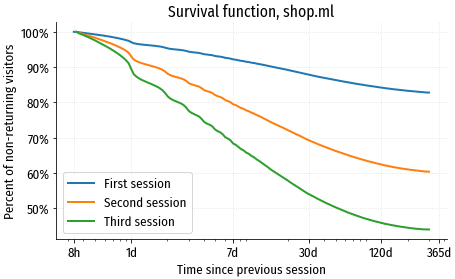 Survival function, shop.ml
Percent of non-returning visitors
100%
90%
80%
70%
60%
50%
First session
Second session
Third session
8h 1d 7d 30d 120d 365d
Time since previous session